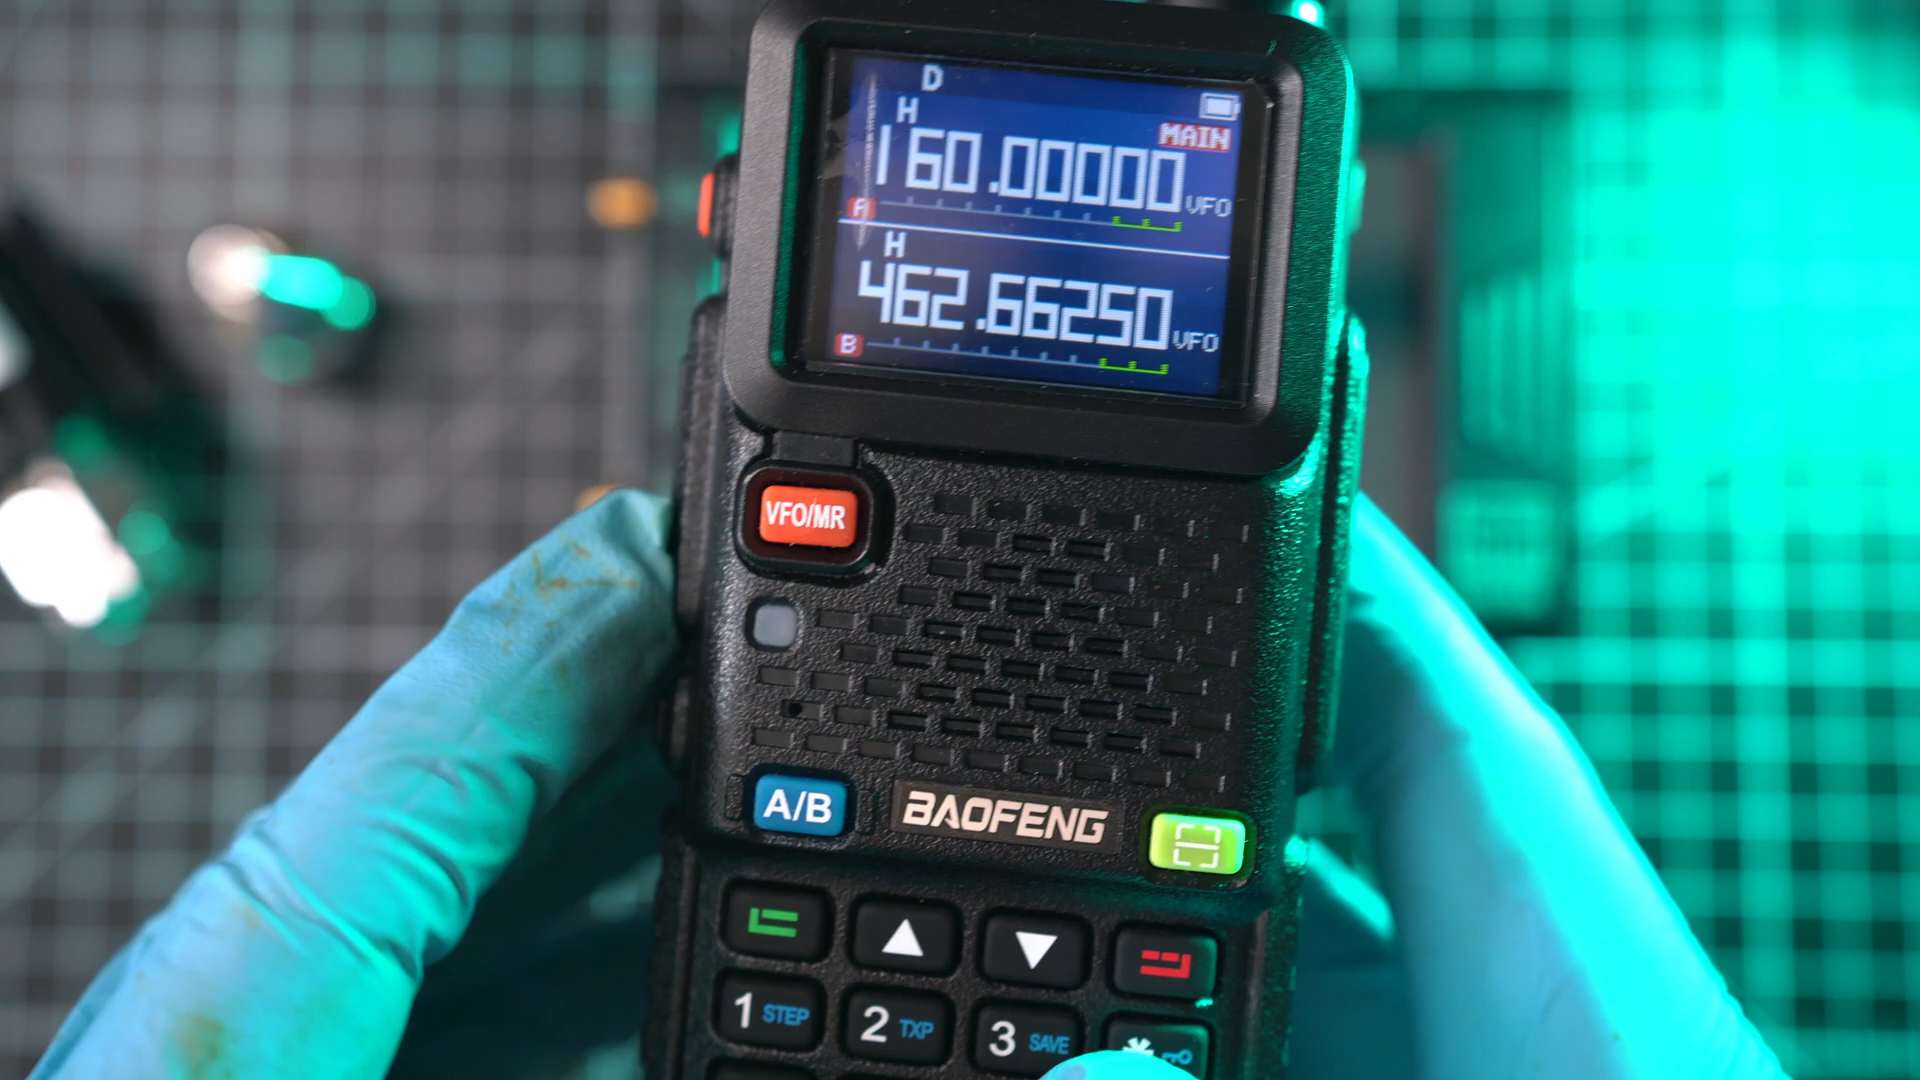 D
H
MAIN
160.00000 VFO
A
H
462.66250 VFO
B
VFO/MR
A/B BAOFENG
1 STEP 2 TXP 3 SAVE *